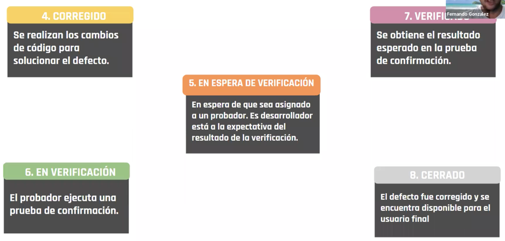 4. CORREGIDO
Se realizan los cambios
de código para
solucionar el defecto.
7. VERIFICADO
Fernando Gonzalez
Se obtiene el resultado
esperado en la prueba
de confirmación.
5. EN ESPERA DE VERIFICACIÓN
En espera de que sea asignado
a un probador. Es desarrollador
está a la expectativa del
resultado de la verificación.
6. EN VERIFICACIÓN
El probador ejecuta una
prueba de confirmación.
8. CERRADO
El defecto fue corregido y se
encuentra disponible para el
usuario final